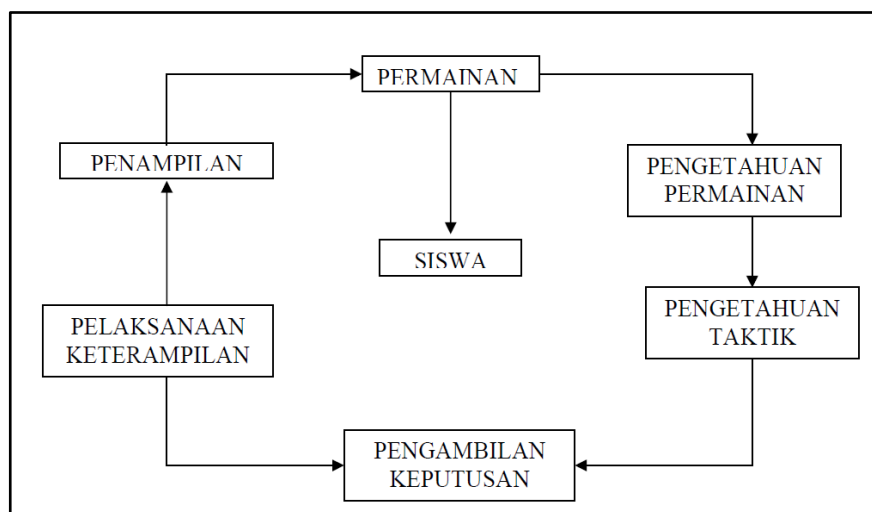 PERMAINAN
PENAMPILAN
PENGETAHUAN
PERMAINAN
SISWA
PELAKSANAAN
KETERAMPILAN
PENGETAHUAN
TAKTIK
PENGAMBILAN
KEPUTUSAN